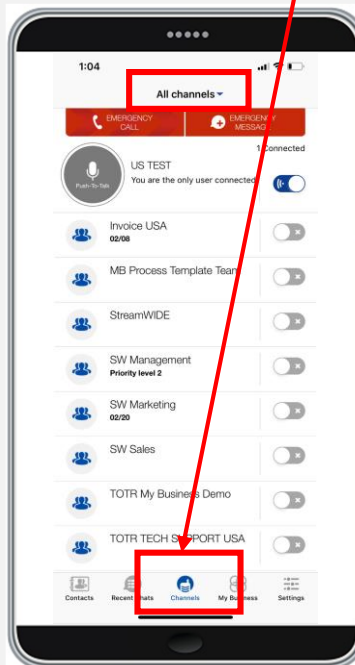 1:04
All channels
EMERGENCY CALL
EMERGENCY MESSAGE
1 Connected
US TEST
Push-To-Talk
You are the only user connected
Invoice USA
02/08
MB Process Template Team
StreamWIDE
SW Management
Priority level 2
SW Marketing
02/20
SW Sales
TOTR My Business Demo
TOTR TECH SUPPORT USA
Contacts
Recent Chats
Channels
My Business
Settings